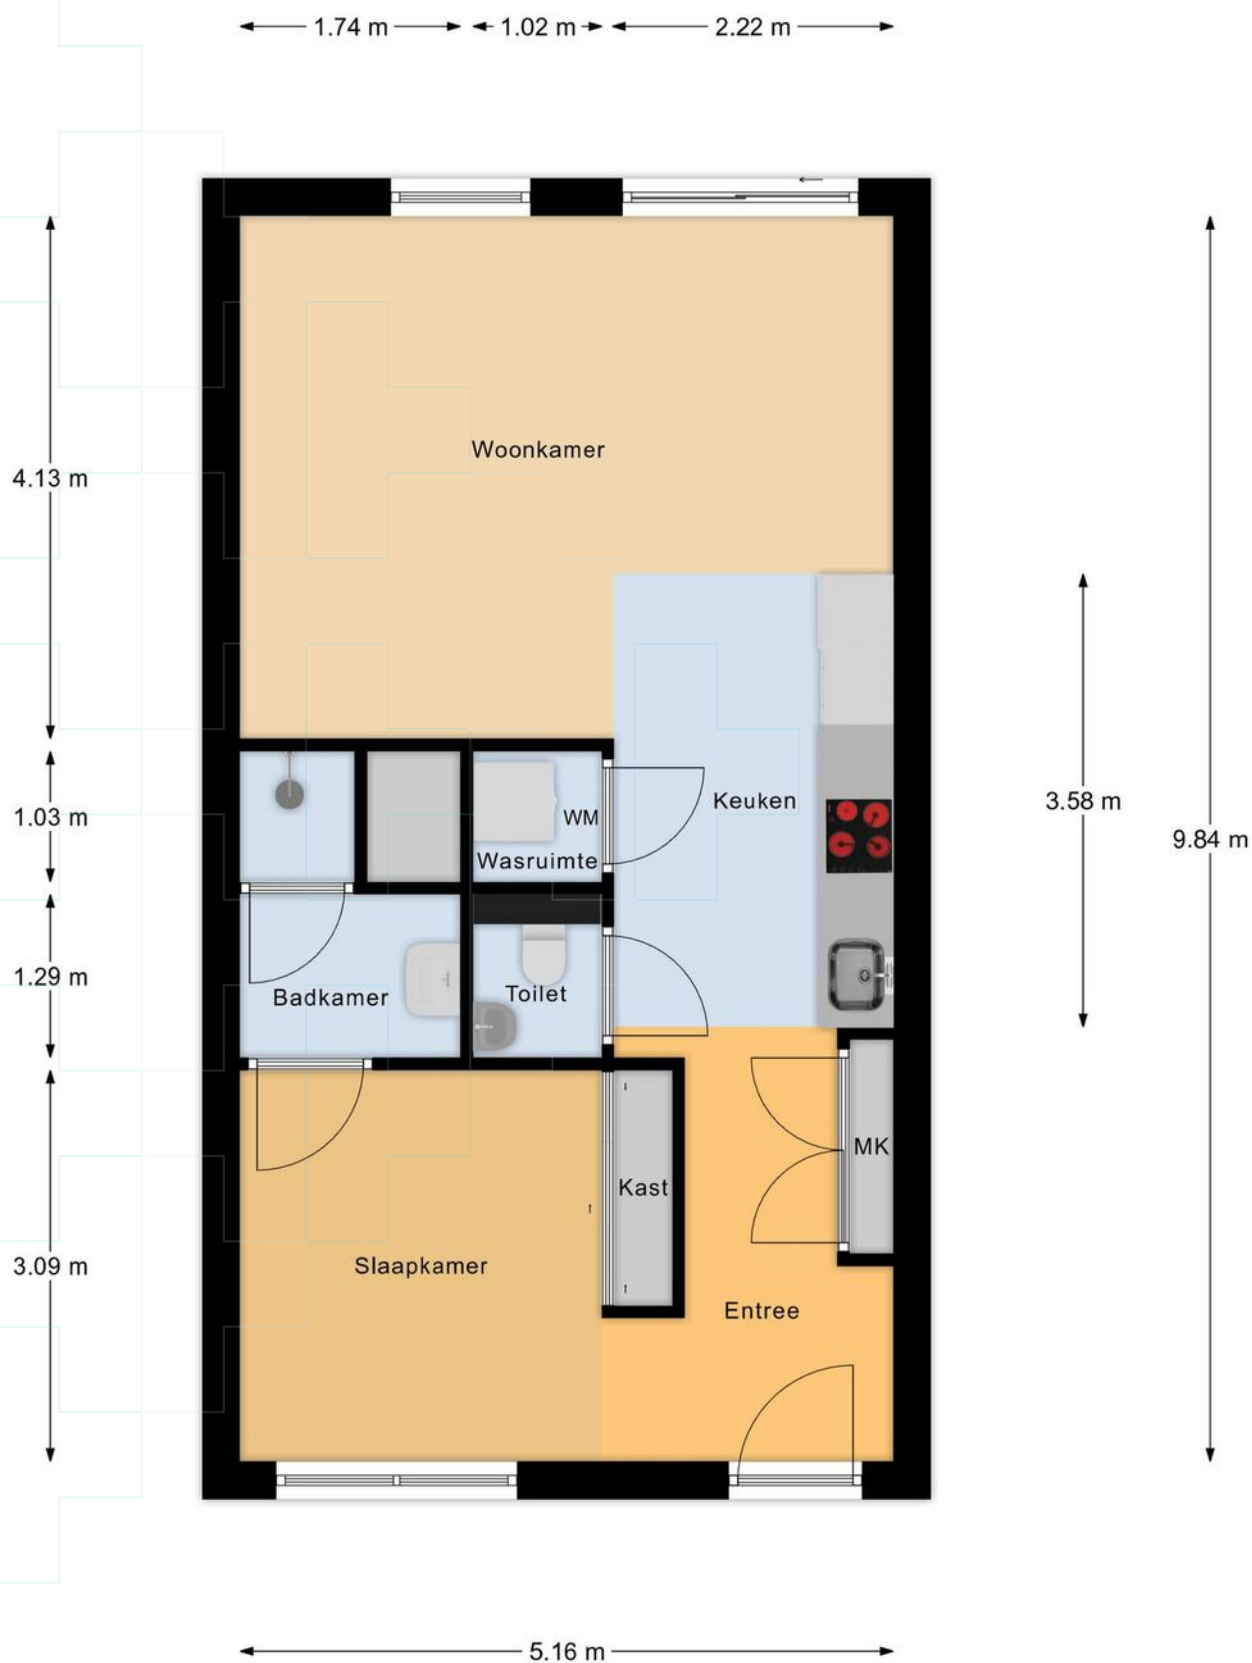 1.74 m
1.02 m
2.22 m
Woonkamer
4.13 m
Keuken
3.58 m
WM
1.03 m
9.84 m
Wasruimte
1.29 m
Toilet
Badkamer
MK
Kast
3.09 m
Slaapkamer
Entree
5.16 m